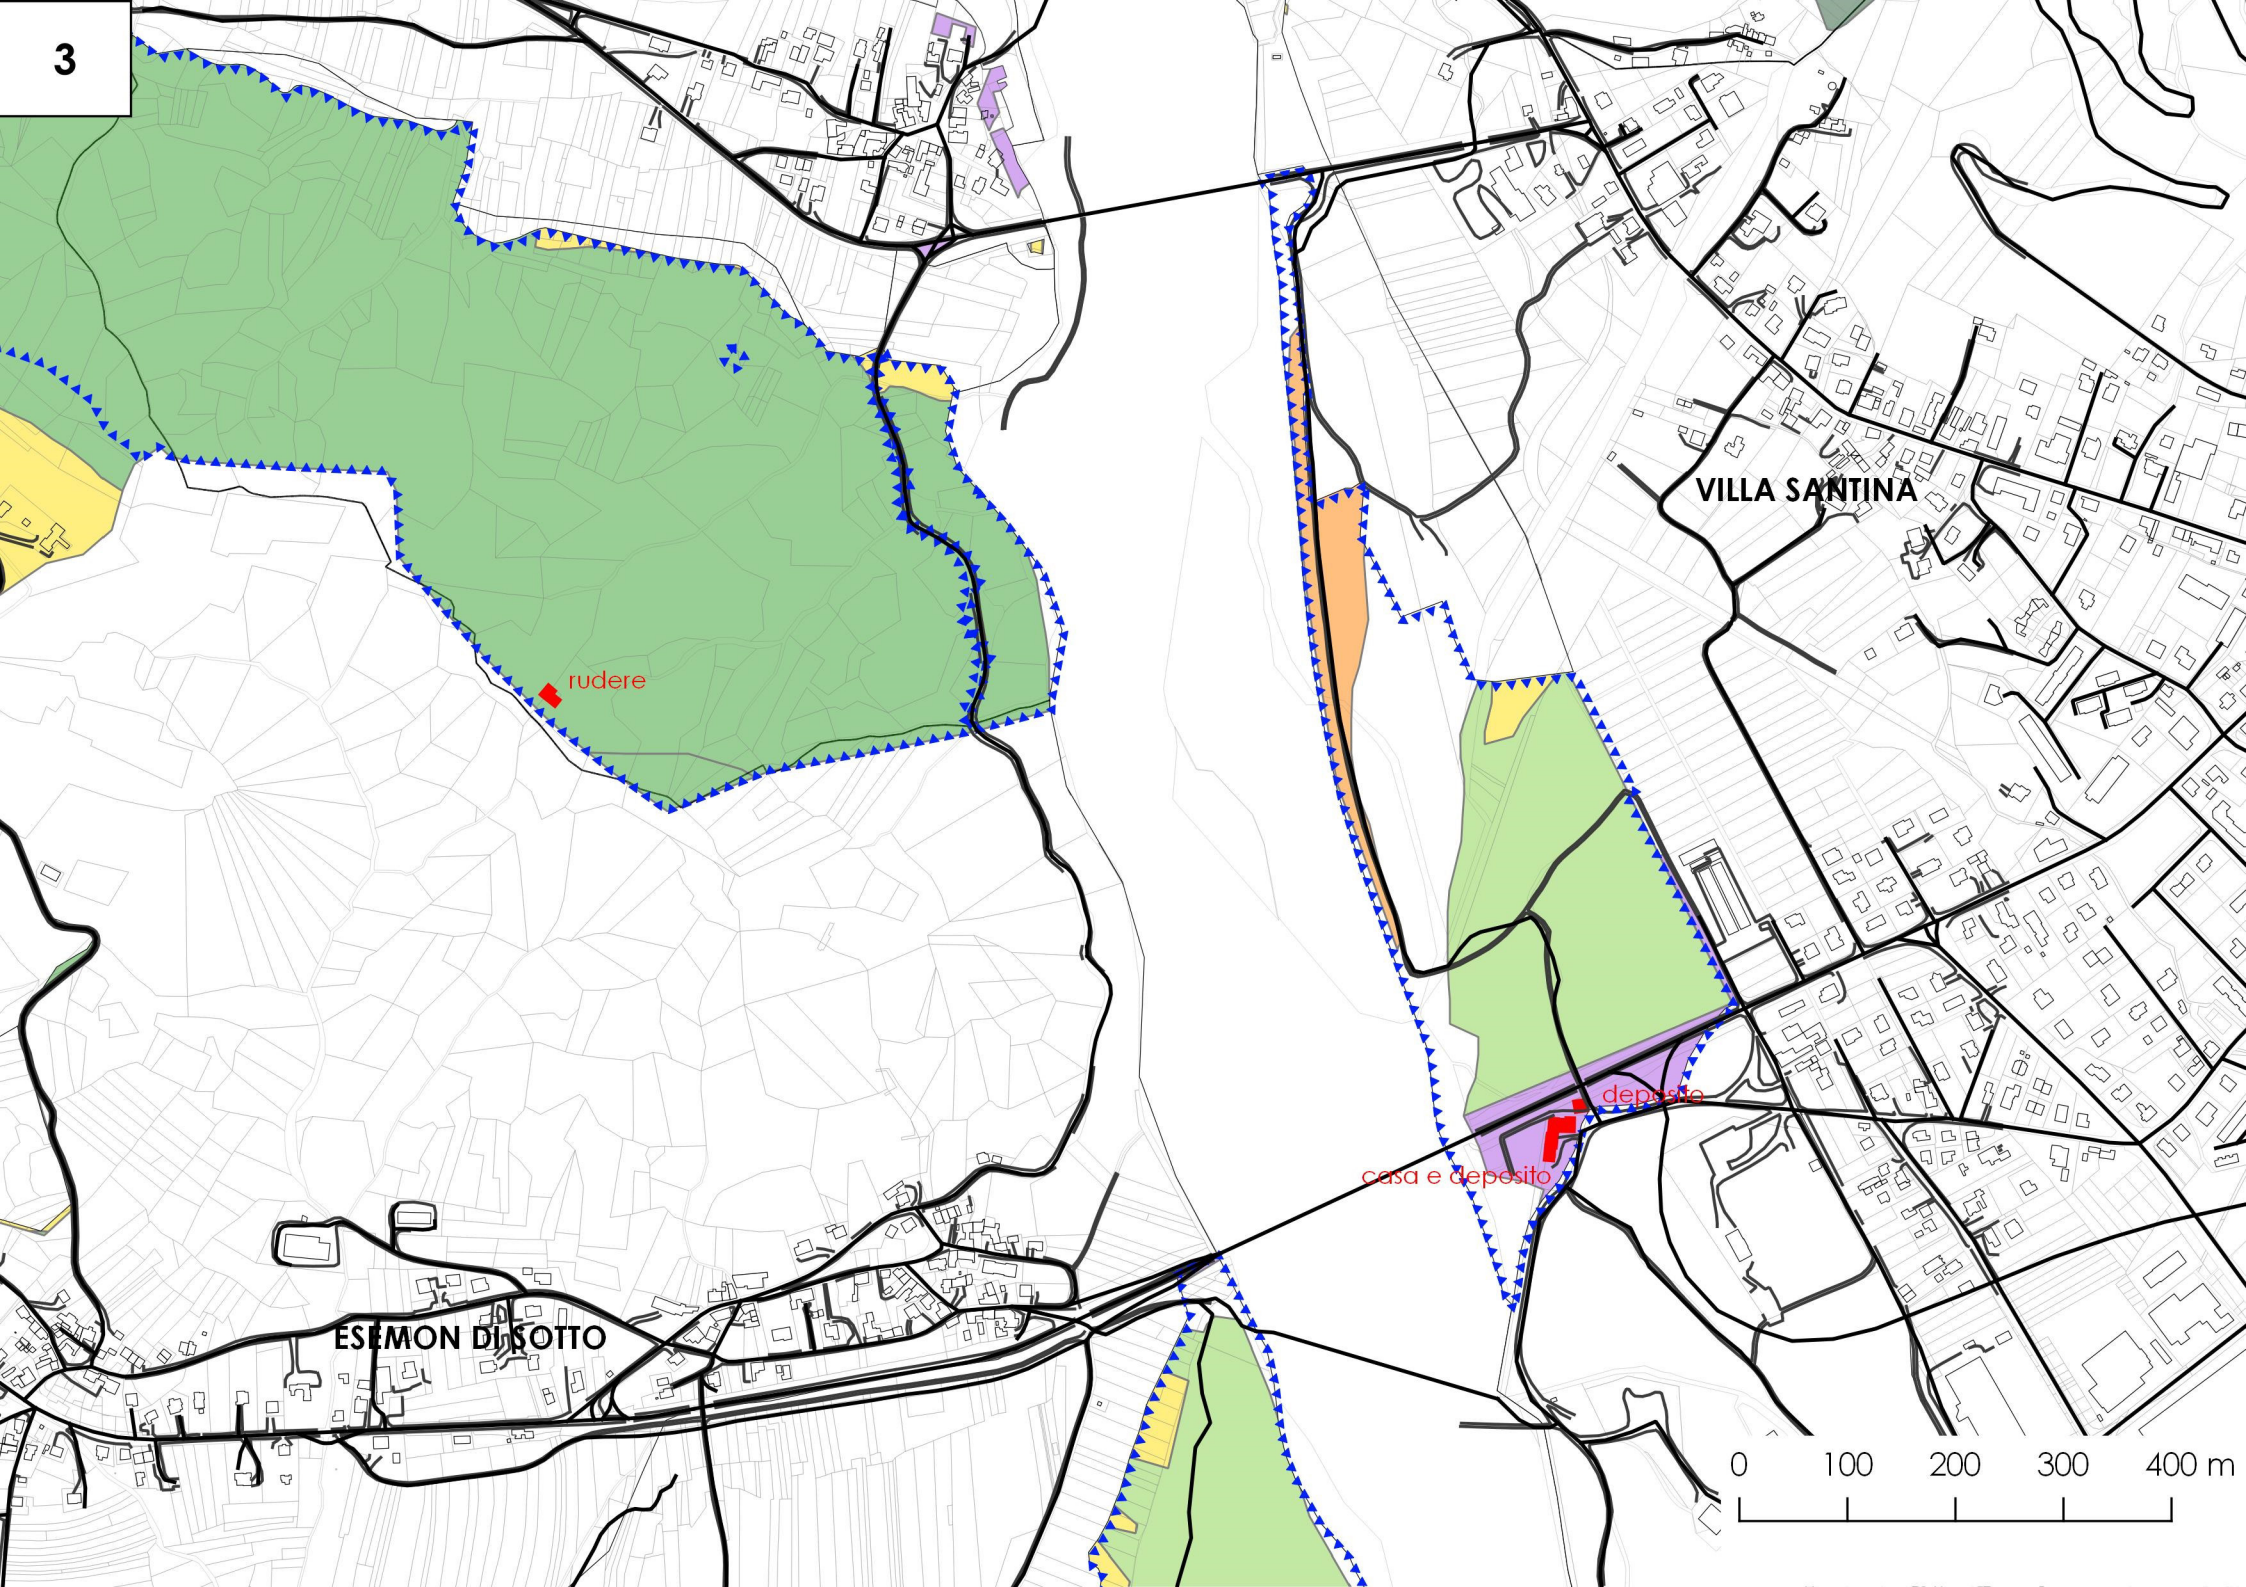 3
VILLA SANTINA
rudere
deposito
casa e deposito
ESEMON DI SOTTO
0 100 200 300 400 m